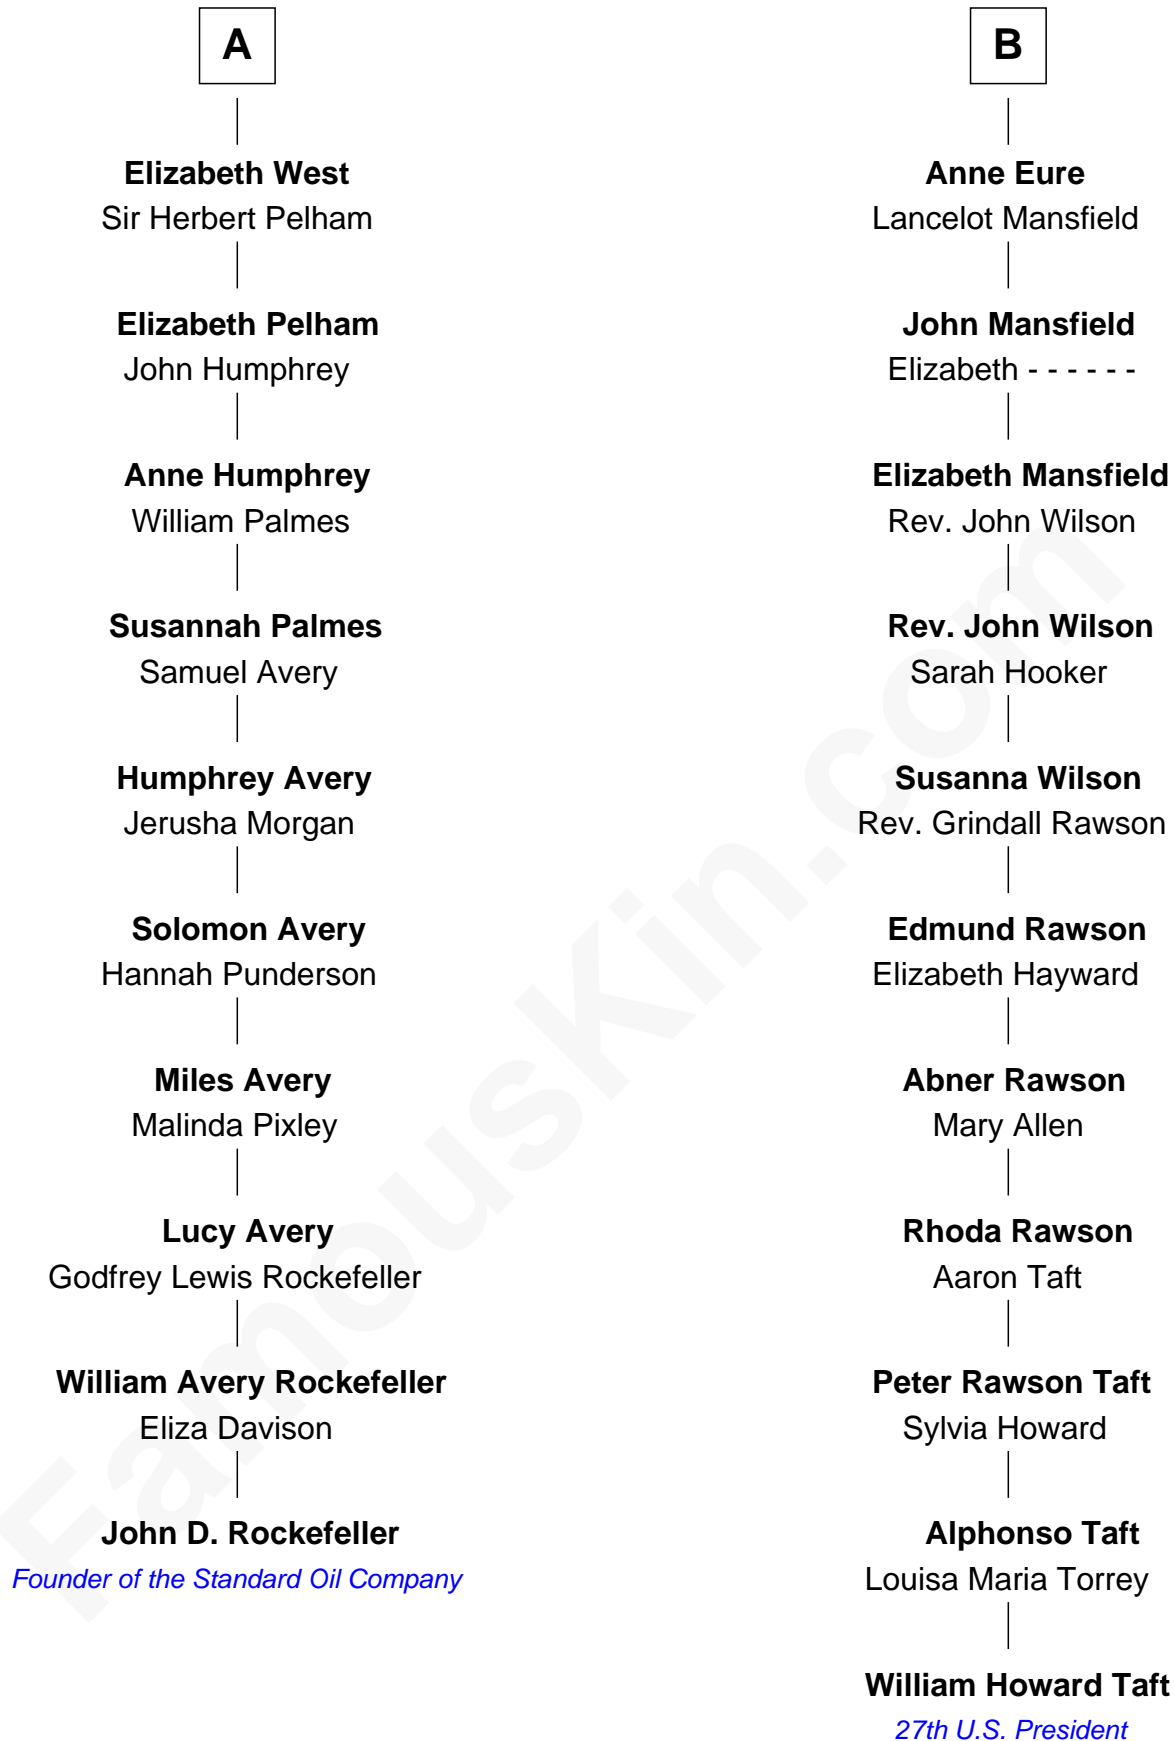 A
Elizabeth West
Sir Herbert Pelham
Elizabeth Pelham
John Humphrey
Anne Humphrey
William Palmes
Susannah Palmes
Samuel Avery
Humphrey Avery
Jerusha Morgan
Solomon Avery
Hannah Punderson
Miles Avery
Malinda Pixley
Lucy Avery
Godfrey Lewis Rockefeller
William Avery Rockefeller
Eliza Davison
John D. Rockefeller
Founder of the Standard Oil Company
B
Anne Eure
Lancelot Mansfield
John Mansfield
Elizabeth - - - - - -
Elizabeth Mansfield
Rev. John Wilson
Rev. John Wilson
Sarah Hooker
Susanna Wilson
Rev. Grindall Rawson
Edmund Rawson
Elizabeth Hayward
Abner Rawson
Mary Allen
Rhoda Rawson
Aaron Taft
Peter Rawson Taft
Sylvia Howard
Alphonso Taft
Louisa Maria Torrey
William Howard Taft
27th U.S. President
FamousKin.com